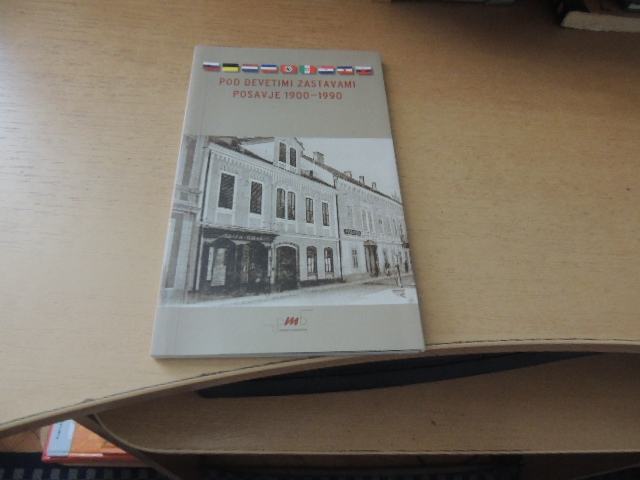 POD DEVETIMI ZASTAVAMI
POSAVJE 1900–1990